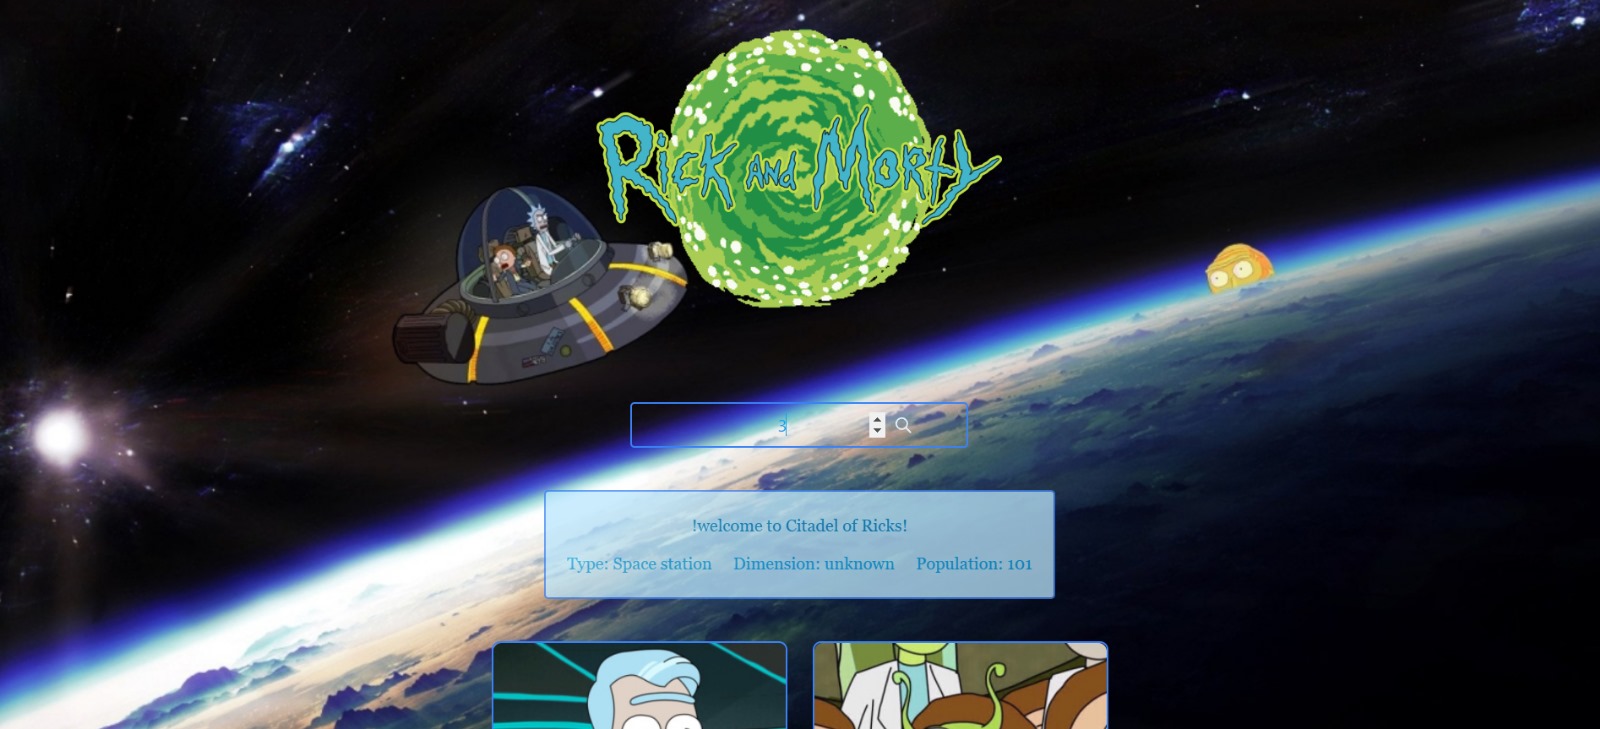 Rick and Morty
3
!welcome to Citadel of Ricks!
Type: Space station Dimension: unknown Population: 101